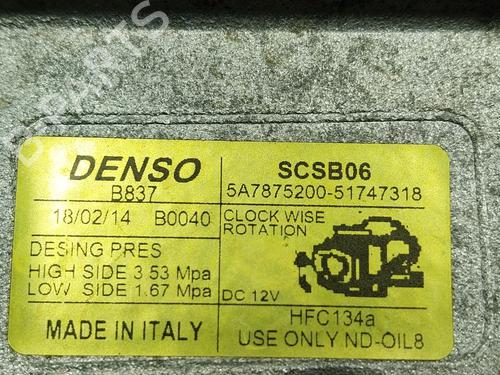 B PARTS
DENSO
B837
18/02/14 B0040
DESING PRES
HIGH SIDE 3 53 Mpa
LOW SIDE 1.67 Mpa
MADE IN ITALY
SCSB06
5A7875200-51747318
CLOCK WISE
ROTATION
DC 12V
HFC134a
USE ONLY ND-OIL8